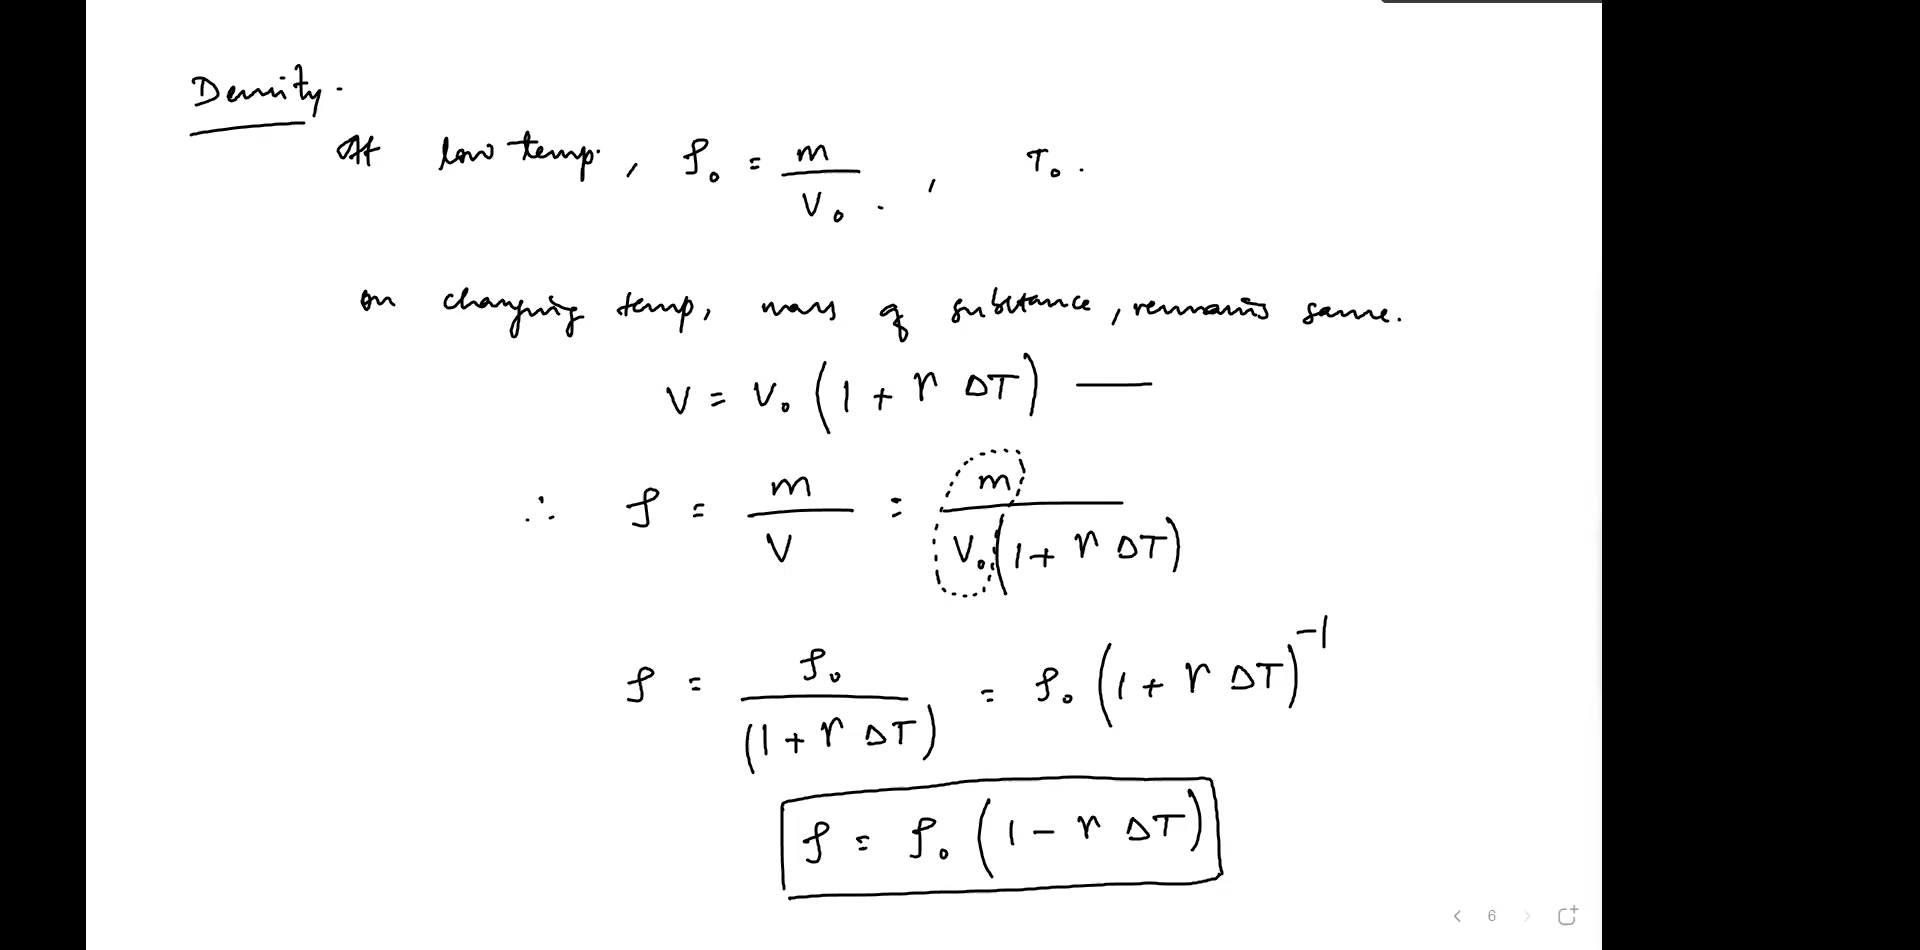 Density.
At low temp., ρ₀ = m/V₀ . , T₀ .
On changing temp, mass of substance, remains same.
V = V₀ (1 + γ ΔT) —
∴ ρ = m/V = m/V₀(1 + γ ΔT)
ρ = ρ₀/(1 + γ ΔT) = ρ₀ (1 + γ ΔT)⁻¹
ρ = ρ₀ (1 − γ ΔT)
< 6 >